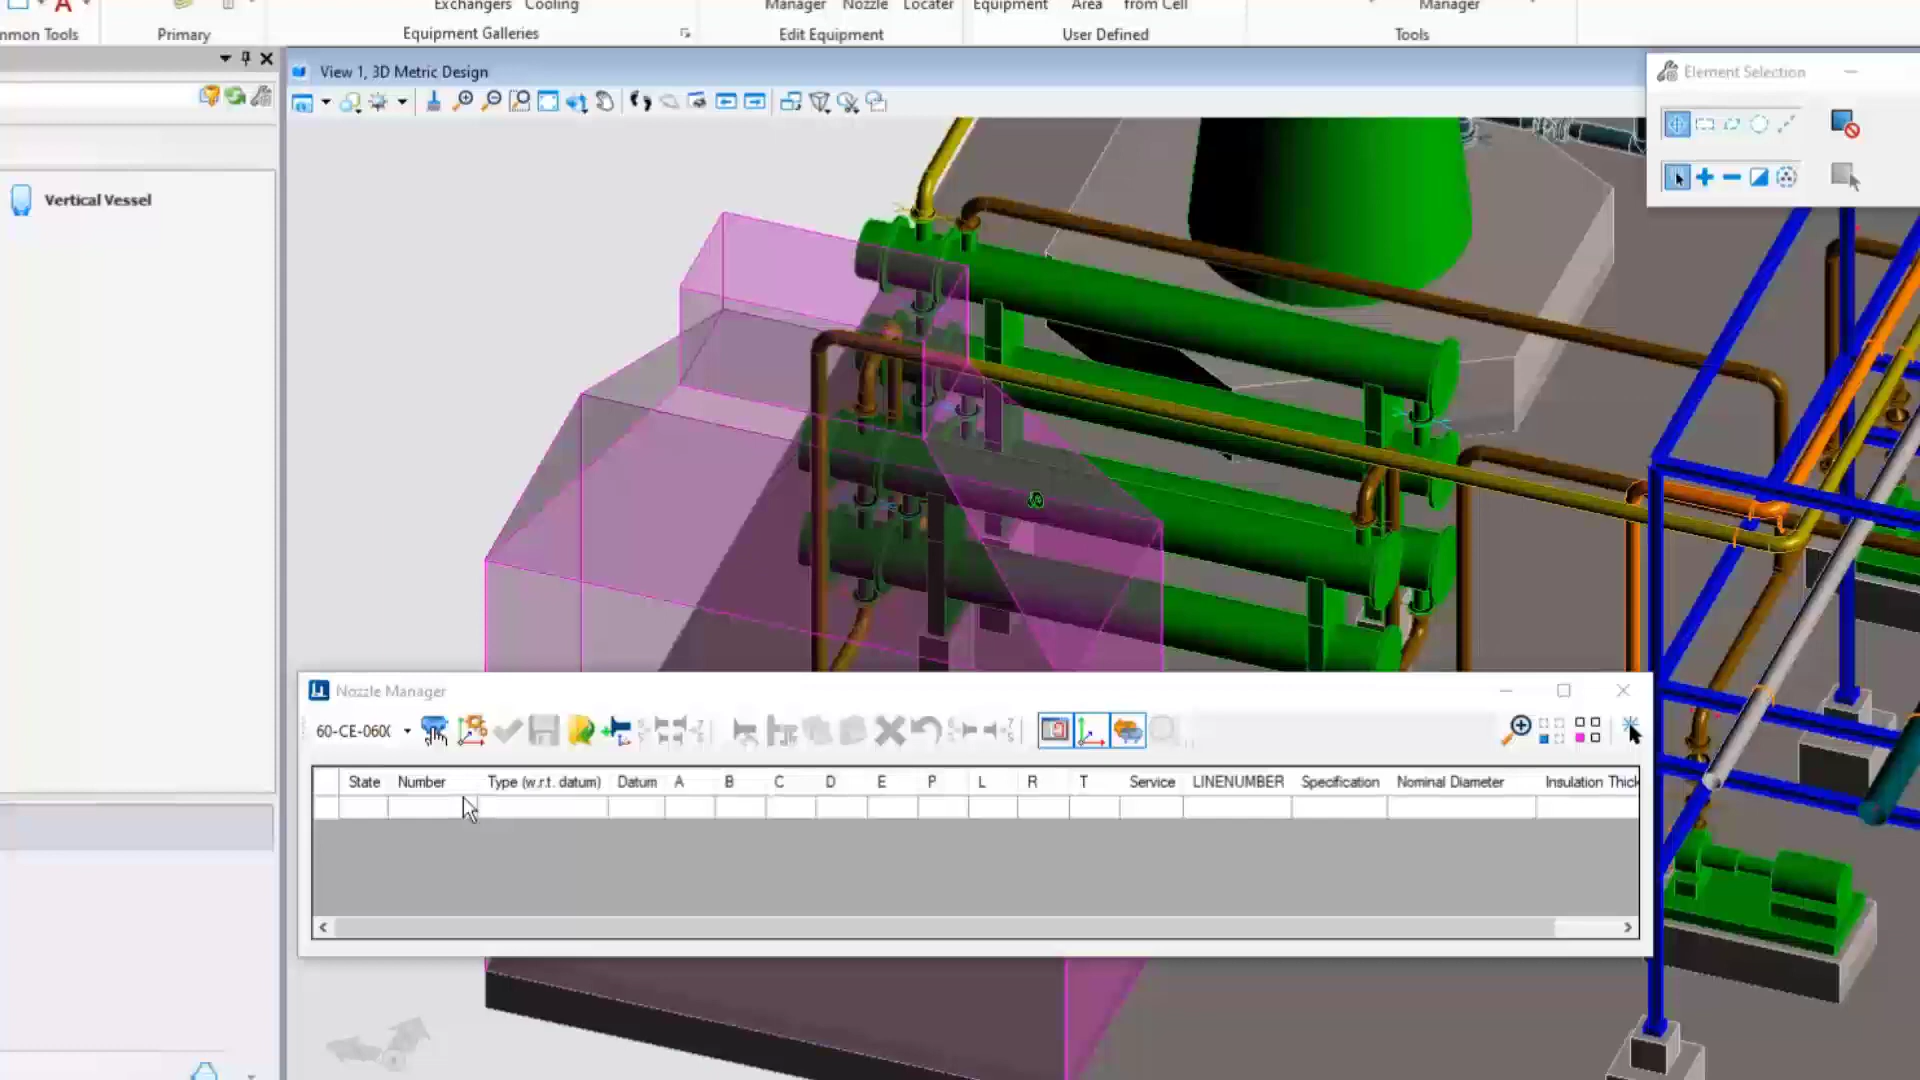 Exchangers Cooling
Manager Nozzle Locater
Equipment Area from Cell
Manager
mmon Tools
Primary
Equipment Galleries
Edit Equipment
User Defined
Tools
View 1, 3D Metric Design
Element Selection
Vertical Vessel
Nozzle Manager
60-CE-060(
State Number Type (w.r.t. datum) Datum A B C D E P L R T Service LINENUMBER Specification Nominal Diameter Insulation Thick